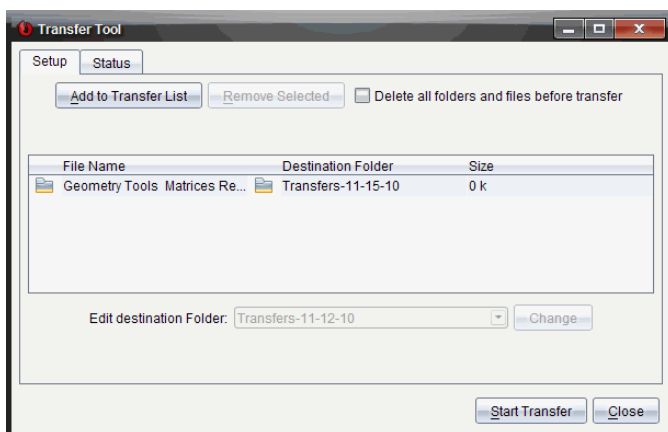 Transfer Tool
Setup Status
Add to Transfer List Remove Selected Delete all folders and files before transfer
File Name Destination Folder Size
Geometry Tools Matrices Re... Transfers-11-15-10 0 k
Edit destination Folder: Transfers-11-12-10 Change
Start Transfer Close